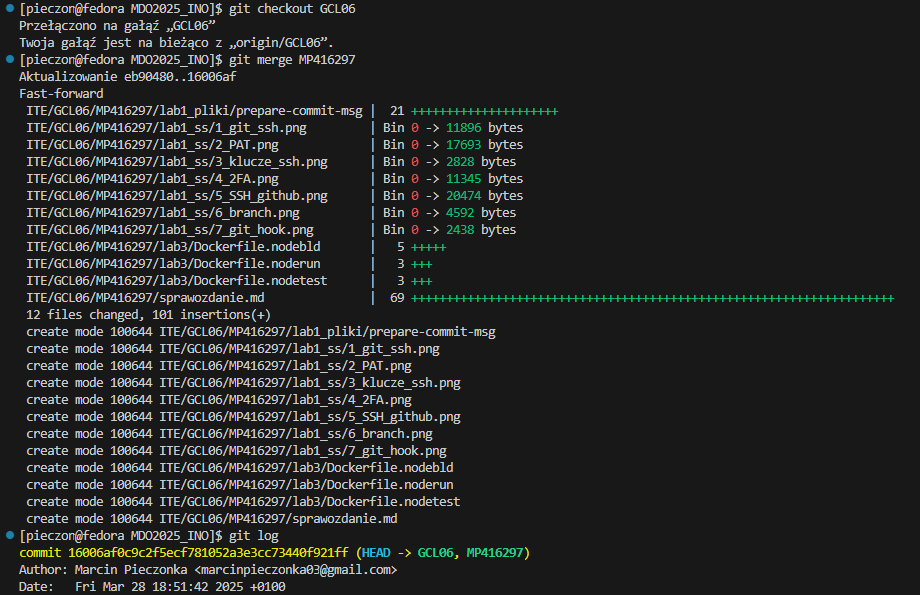 [pieczon@fedora MDO2025_INO]$ git checkout GCL06
Przełączono na gałąź „GCL06”
Twoja gałąź jest na bieżąco z „origin/GCL06”.
[pieczon@fedora MDO2025_INO]$ git merge MP416297
Aktualizowanie eb90480..16006af
Fast-forward
 ITE/GCL06/MP416297/lab1_pliki/prepare-commit-msg |  21 +++++++++++++++++++++
 ITE/GCL06/MP416297/lab1_ss/1_git_ssh.png         | Bin 0 -> 11896 bytes
 ITE/GCL06/MP416297/lab1_ss/2_PAT.png             | Bin 0 -> 17693 bytes
 ITE/GCL06/MP416297/lab1_ss/3_klucze_ssh.png      | Bin 0 -> 2828 bytes
 ITE/GCL06/MP416297/lab1_ss/4_2FA.png             | Bin 0 -> 11345 bytes
 ITE/GCL06/MP416297/lab1_ss/5_SSH_github.png      | Bin 0 -> 20474 bytes
 ITE/GCL06/MP416297/lab1_ss/6_branch.png          | Bin 0 -> 4592 bytes
 ITE/GCL06/MP416297/lab1_ss/7_git_hook.png        | Bin 0 -> 2438 bytes
 ITE/GCL06/MP416297/lab3/Dockerfile.nodebld       |   5 +++++
 ITE/GCL06/MP416297/lab3/Dockerfile.noderun       |   3 +++
 ITE/GCL06/MP416297/lab3/Dockerfile.nodetest      |   3 +++
 ITE/GCL06/MP416297/sprawozdanie.md               |  69 +++++++++++++++++++++++++++++++++++++++++++++++++++++++++++++++++++++
 12 files changed, 101 insertions(+)
 create mode 100644 ITE/GCL06/MP416297/lab1_pliki/prepare-commit-msg
 create mode 100644 ITE/GCL06/MP416297/lab1_ss/1_git_ssh.png
 create mode 100644 ITE/GCL06/MP416297/lab1_ss/2_PAT.png
 create mode 100644 ITE/GCL06/MP416297/lab1_ss/3_klucze_ssh.png
 create mode 100644 ITE/GCL06/MP416297/lab1_ss/4_2FA.png
 create mode 100644 ITE/GCL06/MP416297/lab1_ss/5_SSH_github.png
 create mode 100644 ITE/GCL06/MP416297/lab1_ss/6_branch.png
 create mode 100644 ITE/GCL06/MP416297/lab1_ss/7_git_hook.png
 create mode 100644 ITE/GCL06/MP416297/lab3/Dockerfile.nodebld
 create mode 100644 ITE/GCL06/MP416297/lab3/Dockerfile.noderun
 create mode 100644 ITE/GCL06/MP416297/lab3/Dockerfile.nodetest
 create mode 100644 ITE/GCL06/MP416297/sprawozdanie.md
[pieczon@fedora MDO2025_INO]$ git log
commit 16006af0c9c2f5ecf781052a3e3cc73440f921ff (HEAD -> GCL06, MP416297)
Author: Marcin Pieczonka <marcinpieczonka03@gmail.com>
Date:   Fri Mar 28 18:51:42 2025 +0100